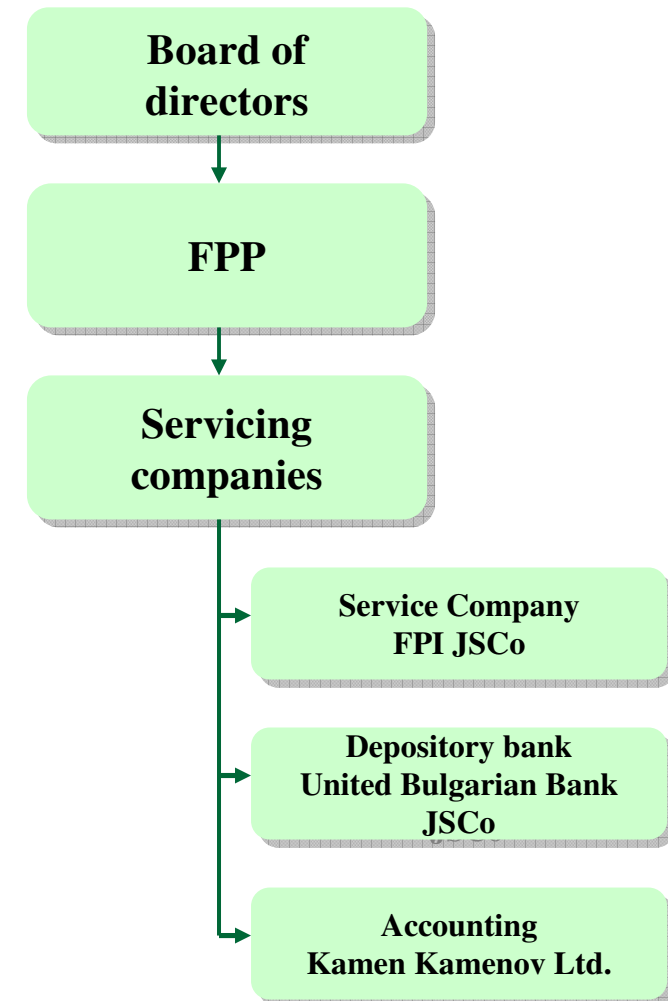 Board of
directors
FPP
Servicing
companies
Service Company
FPI JSCo
Depository bank
United Bulgarian Bank
JSCo
Accounting
Kamen Kamenov Ltd.